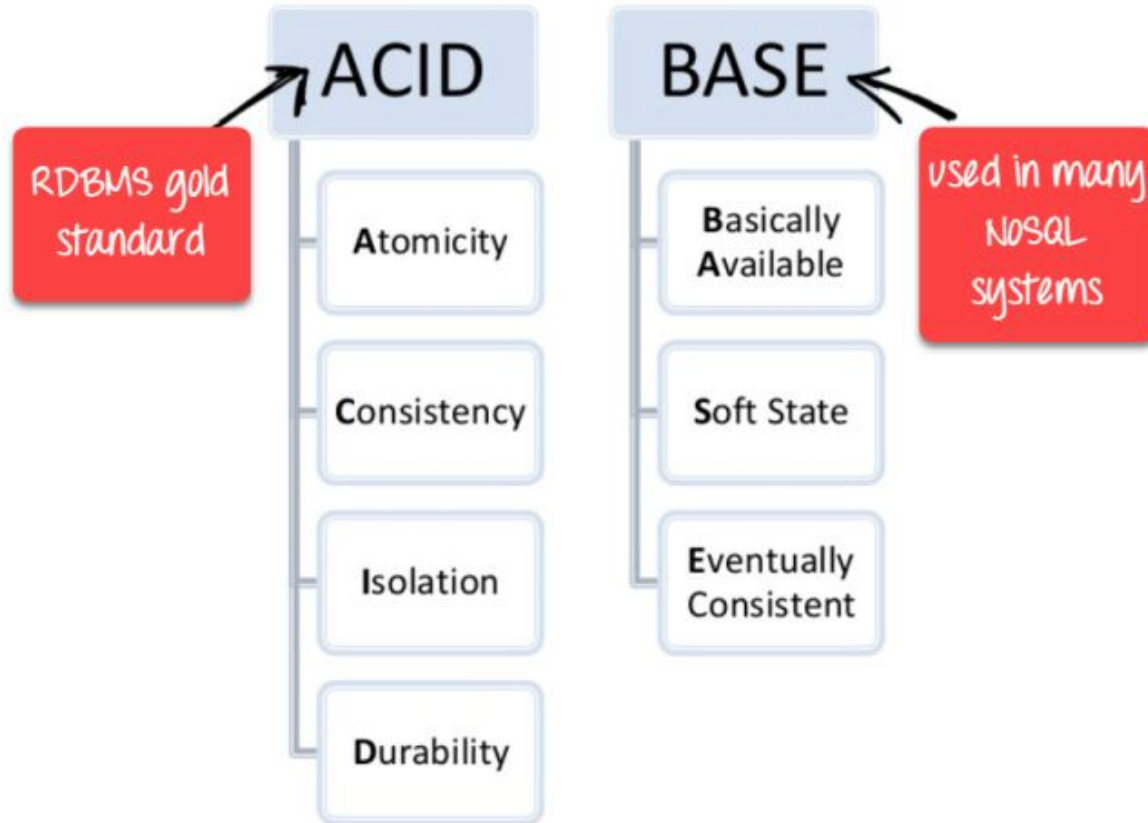 ACID
BASE
RDBMS gold
standard
used in many
NoSQL
systems
Atomicity
Consistency
Isolation
Durability
Basically
Available
Soft State
Eventually
Consistent